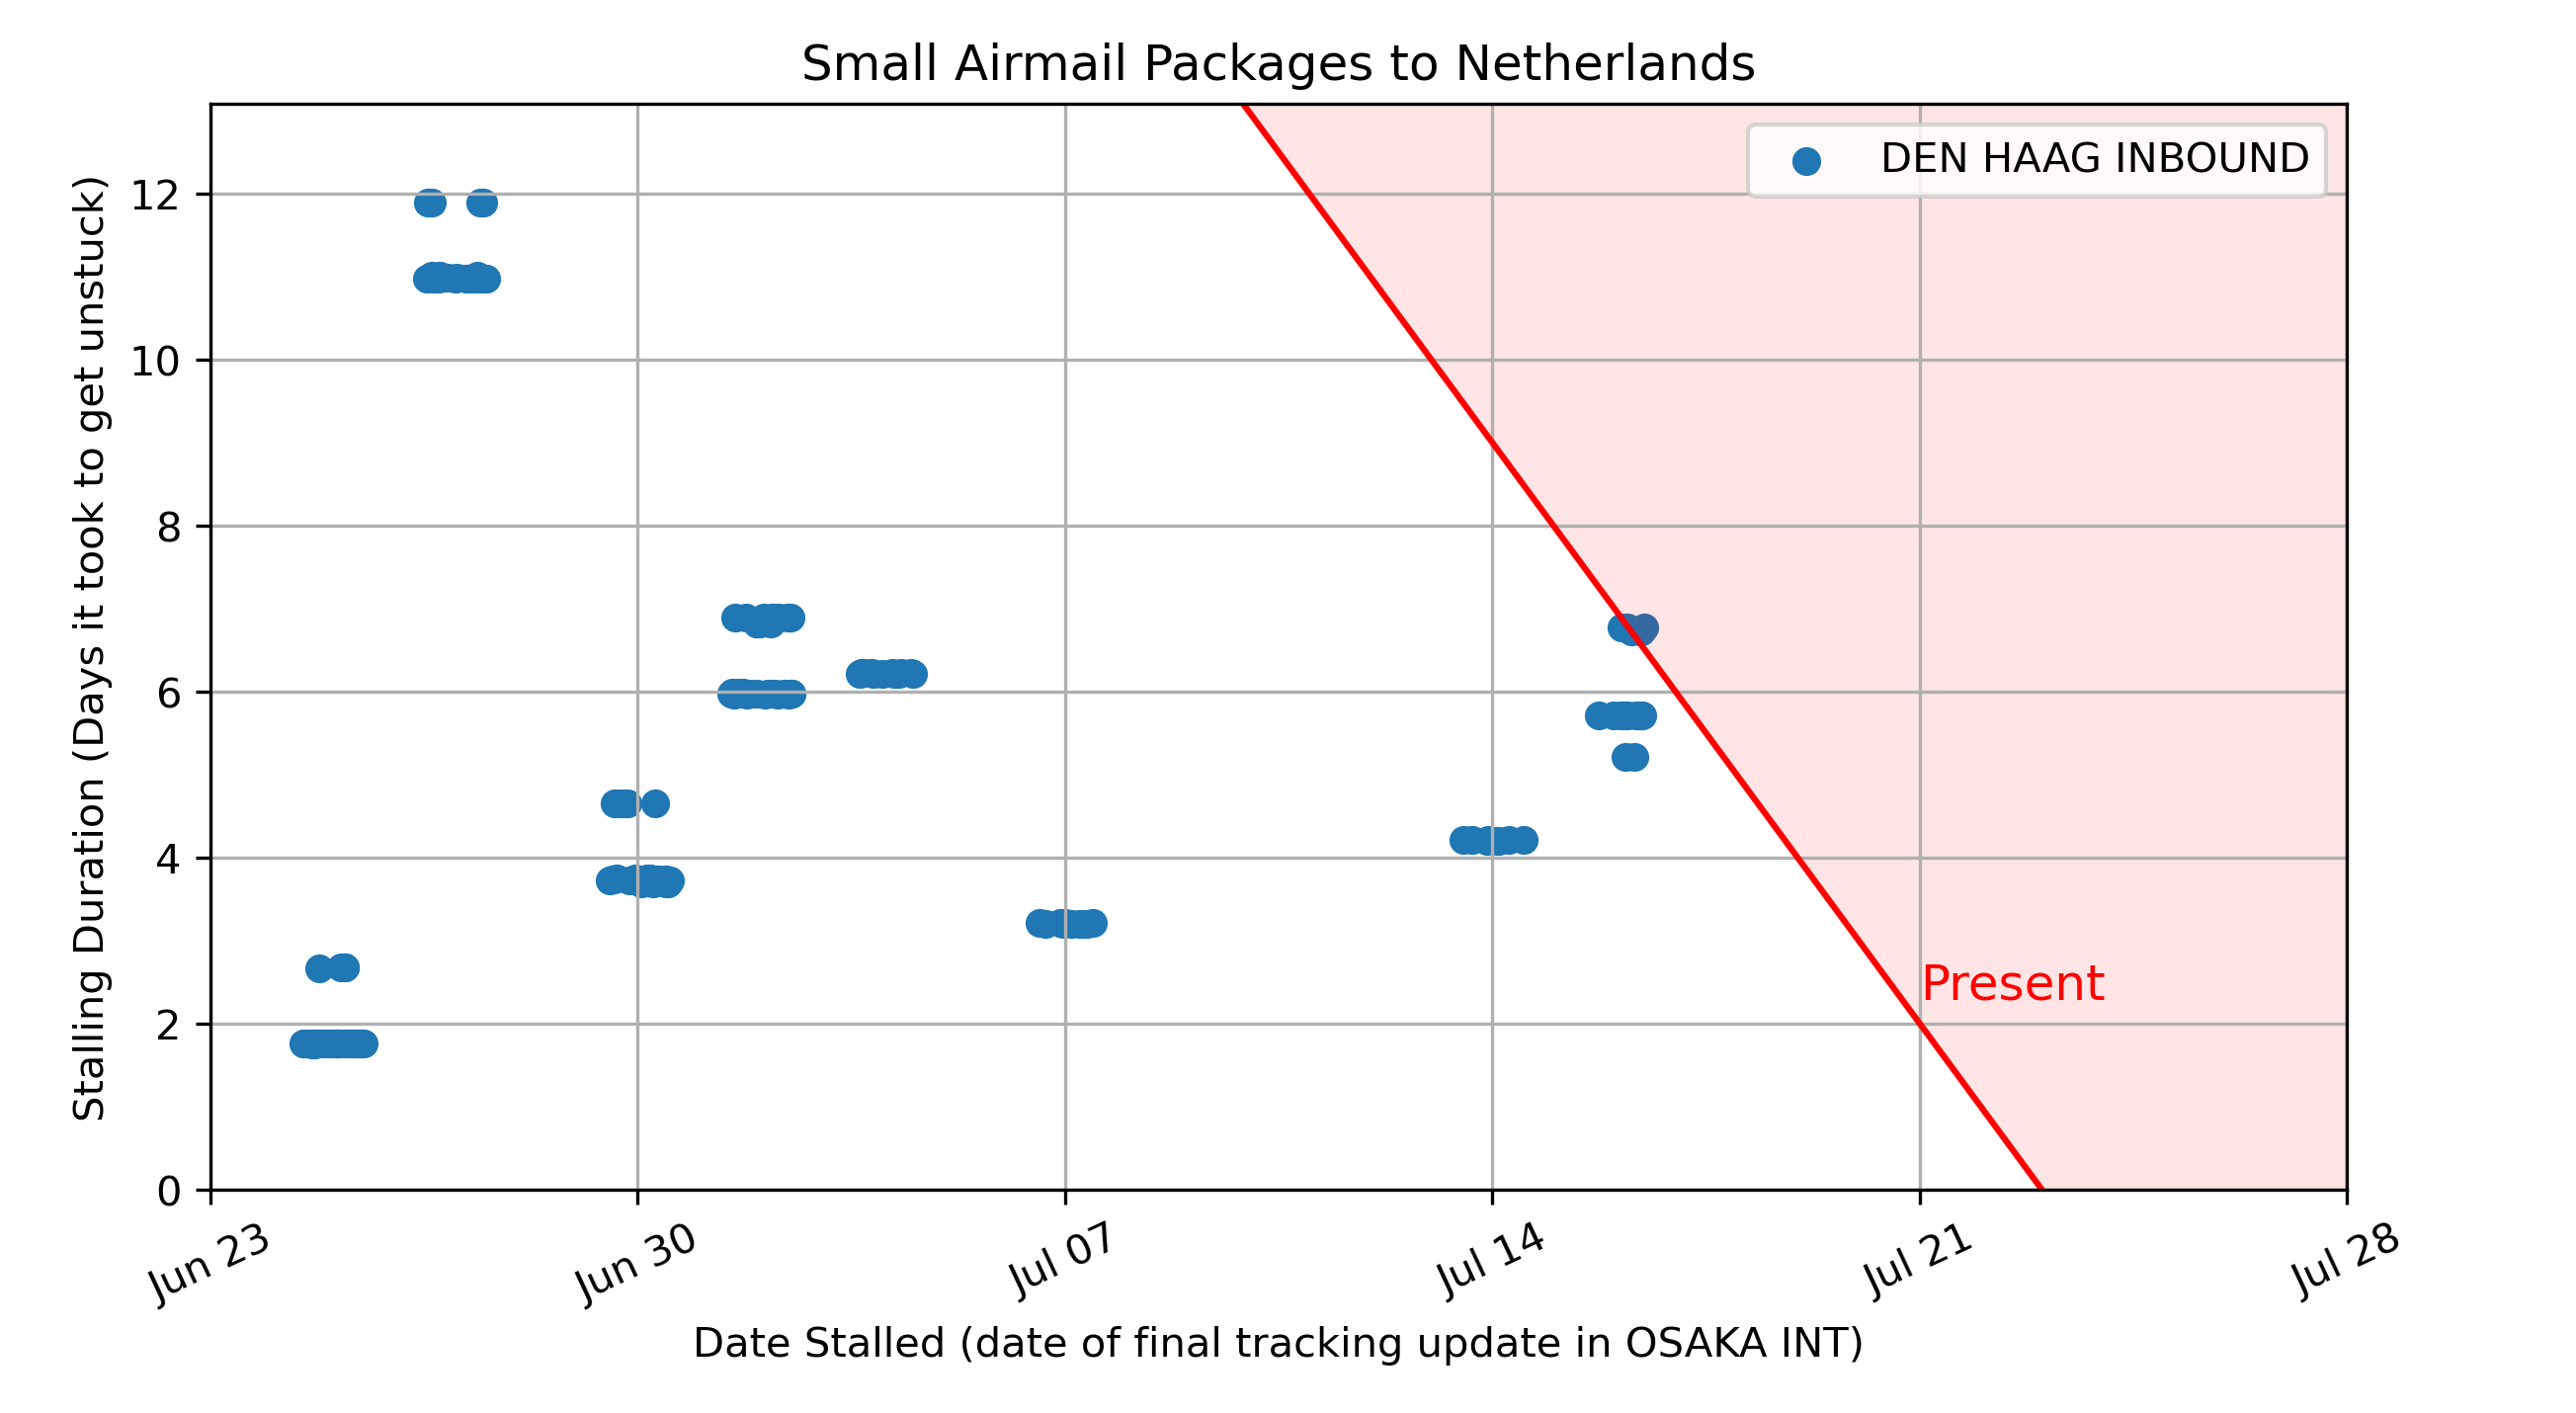 Small Airmail Packages to Netherlands
DEN HAAG INBOUND
Stalling Duration (Days it took to get unstuck)
12
10
8
6
4
2
0
Present
Jun 23
Jun 30
Jul 07
Jul 14
Jul 21
Jul 28
Date Stalled (date of final tracking update in OSAKA INT)